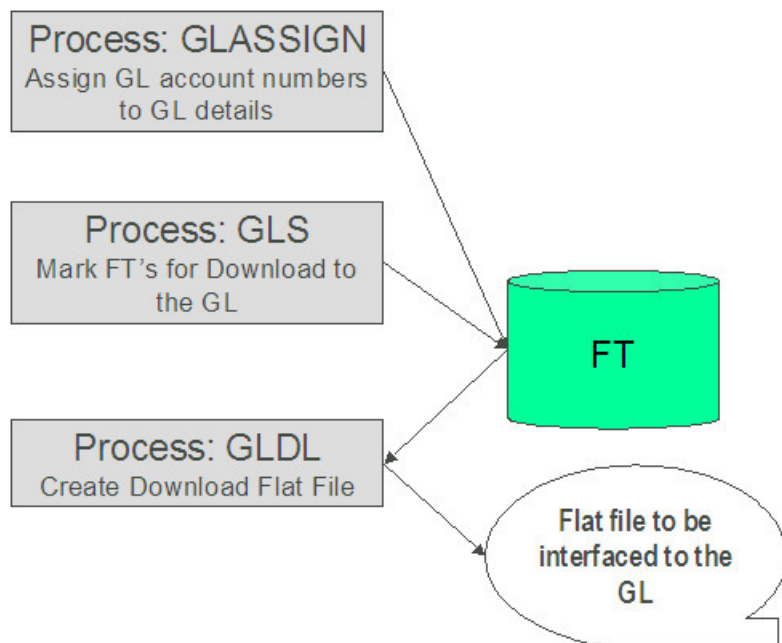 Process: GLASSIGN
Assign GL account numbers
to GL details
Process: GLS
Mark FT's for Download to
the GL
FT
Process: GLDL
Create Download Flat File
Flat file to be
interfaced to the
GL